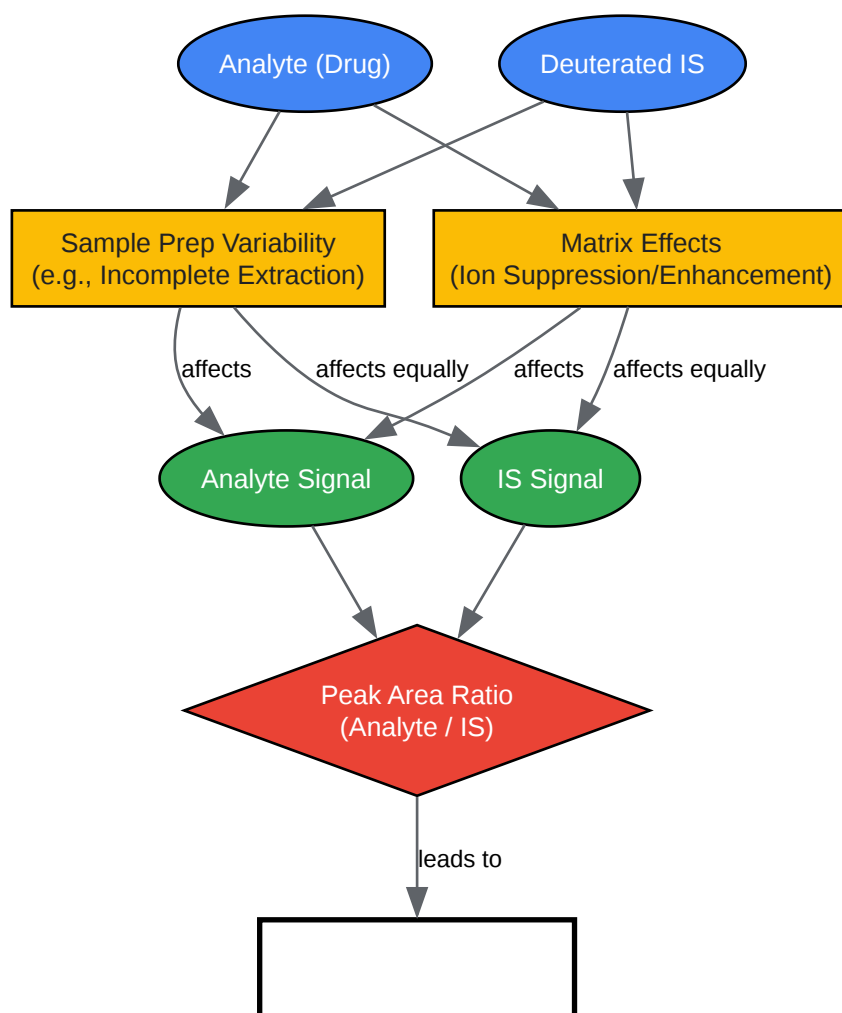 Analyte (Drug)
Deuterated IS
Sample Prep Variability
(e.g., Incomplete Extraction)
Matrix Effects
(Ion Suppression/Enhancement)
affects
affects equally
affects
affects equally
Analyte Signal
IS Signal
Peak Area Ratio
(Analyte / IS)
leads to